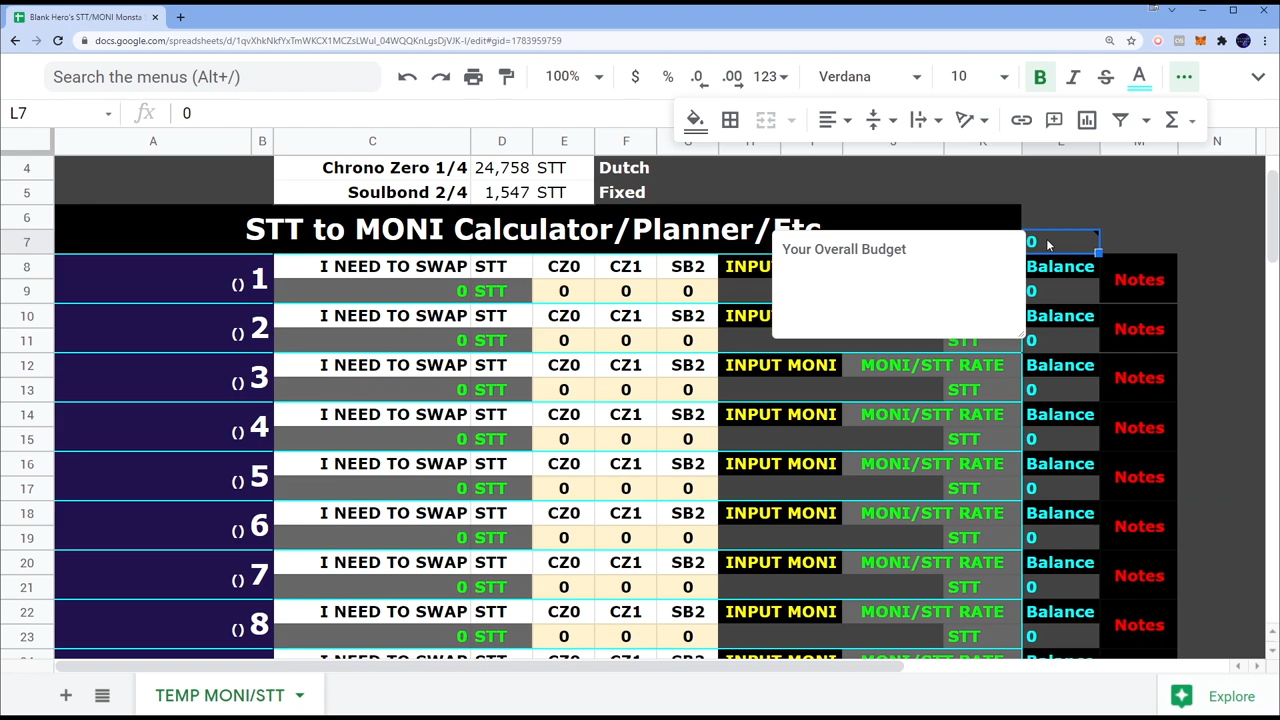 Blank Hero's STT/MONI Monsta
docs.google.com/spreadsheets/d/1qvXhkNkfYxTmWKCX1MCZsLWuI_04WQQKnLgsDjVJK-I/edit#gid=1783959759
Search the menus (Alt+/)
100%
$
%
.0
.00
123
Verdana
10
B
I
S
A
L7
fx
0
A B C D E F G H I J K L M N
4 Chrono Zero 1/4 24,758 STT Dutch
5 Soulbond 2/4 1,547 STT Fixed
6 STT to MONI Calculator/Planner/Etc
7 0
Your Overall Budget
8 () 1 I NEED TO SWAP STT CZ0 CZ1 SB2 INPU Balance Notes
9 0 STT 0 0 0 0
10 () 2 I NEED TO SWAP STT CZ0 CZ1 SB2 INPU Balance Notes
11 0 STT 0 0 0 STT 0
12 () 3 I NEED TO SWAP STT CZ0 CZ1 SB2 INPUT MONI MONI/STT RATE Balance Notes
13 0 STT 0 0 0 STT 0
14 () 4 I NEED TO SWAP STT CZ0 CZ1 SB2 INPUT MONI MONI/STT RATE Balance Notes
15 0 STT 0 0 0 STT 0
16 () 5 I NEED TO SWAP STT CZ0 CZ1 SB2 INPUT MONI MONI/STT RATE Balance Notes
17 0 STT 0 0 0 STT 0
18 () 6 I NEED TO SWAP STT CZ0 CZ1 SB2 INPUT MONI MONI/STT RATE Balance Notes
19 0 STT 0 0 0 STT 0
20 () 7 I NEED TO SWAP STT CZ0 CZ1 SB2 INPUT MONI MONI/STT RATE Balance Notes
21 0 STT 0 0 0 STT 0
22 () 8 I NEED TO SWAP STT CZ0 CZ1 SB2 INPUT MONI MONI/STT RATE Balance Notes
23 0 STT 0 0 0 STT 0
TEMP MONI/STT
Explore